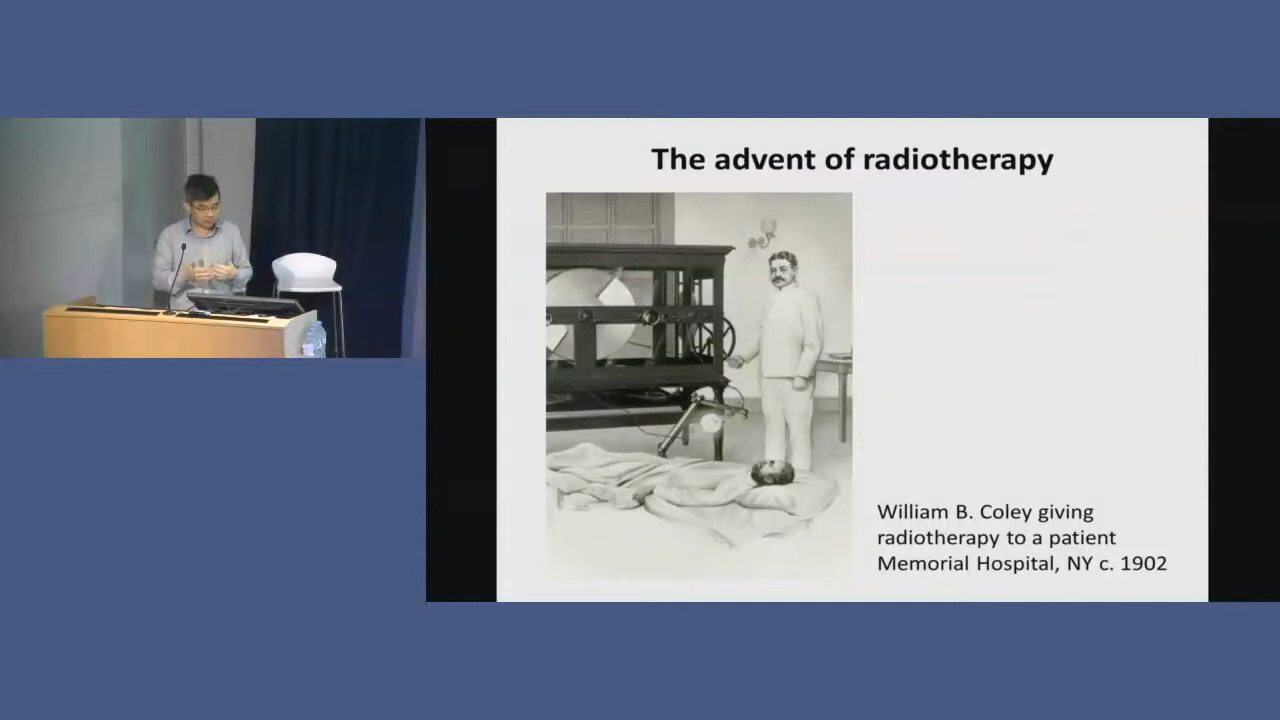 The advent of radiotherapy
William B. Coley giving
radiotherapy to a patient
Memorial Hospital, NY c. 1902